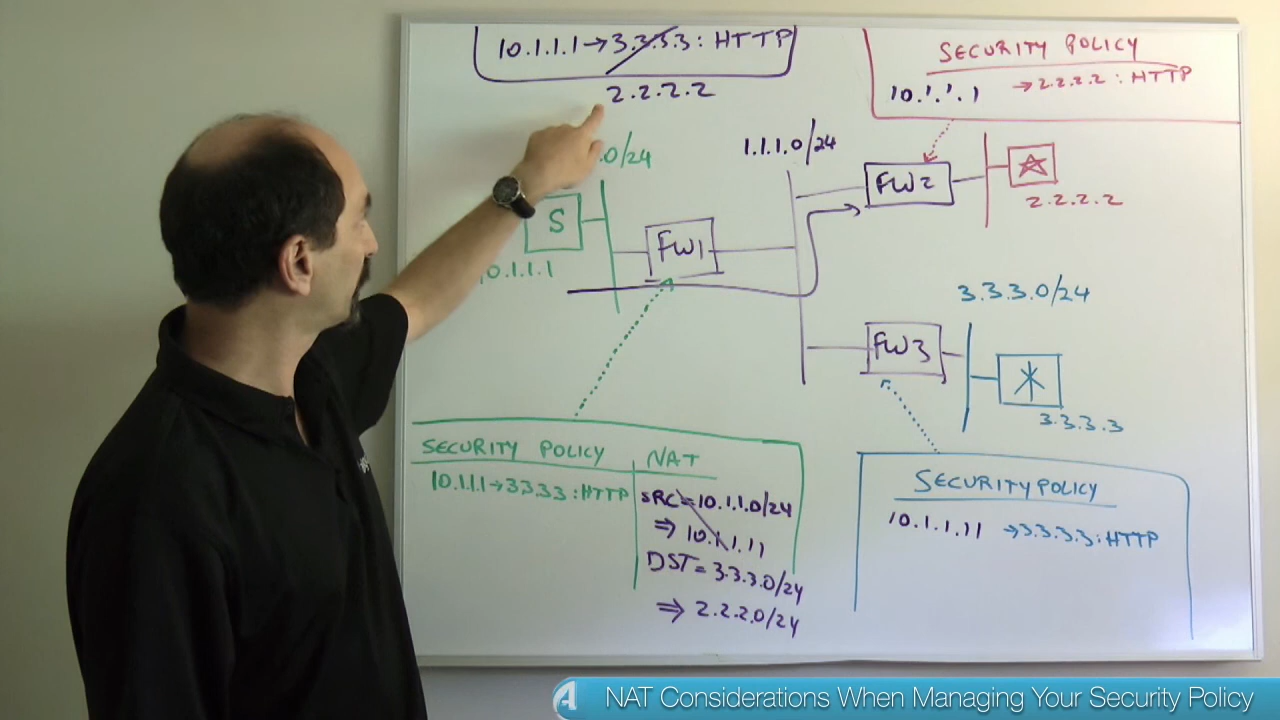 10.1.1.1→3.3.3.3: HTTP
2.2.2.2
SECURITY POLICY
10.1.1.1 →2.2.2.2: HTTP
.0/24
1.1.1.0/24
FW2
2.2.2.2
S
FW1
10.1.1.1
3.3.3.0/24
FW3
3.3.3.3
SECURITY POLICY
NAT
10.1.1.1→3.3.3.3: HTTP
SRC=10.1.1.0/24
⇒ 10.1.1.11
DST=3.3.3.0/24
⇒ 2.2.2.0/24
SECURITY POLICY
10.1.1.11 →3.3.3.3: HTTP
NAT Considerations When Managing Your Security Policy